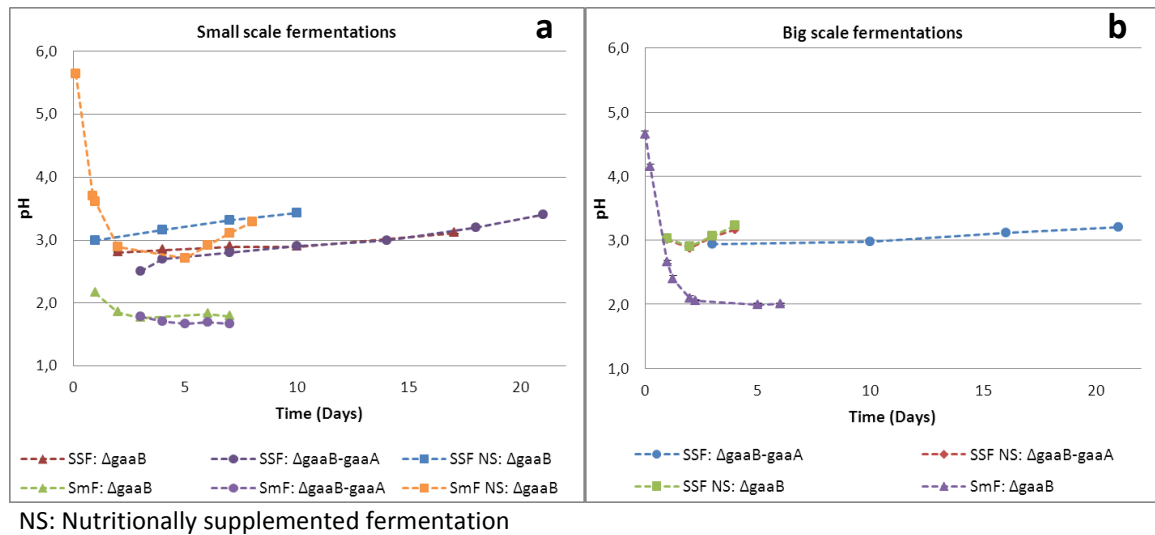 Small scale fermentations
a
6,0
5,0
4,0
3,0
2,0
1,0
pH
0
5
10
15
20
Time (Days)
SSF: ΔgaaB
SSF: ΔgaaB-gaaA
SSF NS: ΔgaaB
SmF: ΔgaaB
SmF: ΔgaaB-gaaA
SmF NS: ΔgaaB
Big scale fermentations
b
6,0
5,0
4,0
3,0
2,0
1,0
pH
0
5
10
15
20
Time (Days)
SSF: ΔgaaB-gaaA
SSF NS: ΔgaaB-gaaA
SSF NS: ΔgaaB
SmF: ΔgaaB
NS: Nutritionally supplemented fermentation